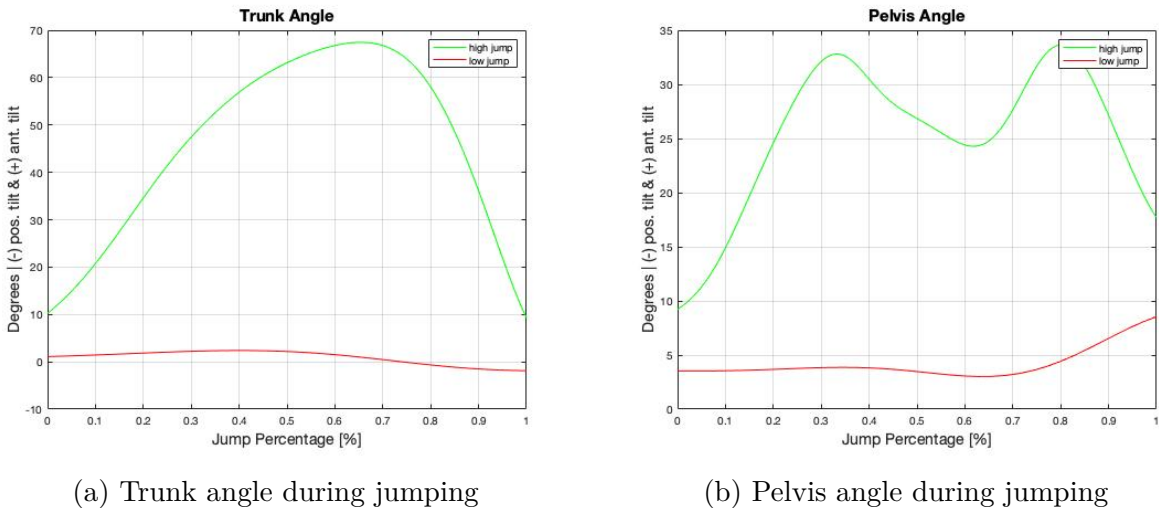 Trunk Angle
70
60
50
40
30
20
10
0
-10
Degrees | (-) pos. tilt & (+) ant. tilt
high jump
low jump
0 0.1 0.2 0.3 0.4 0.5 0.6 0.7 0.8 0.9 1
Jump Percentage [%]
(a) Trunk angle during jumping
Pelvis Angle
35
30
25
20
15
10
5
0
Degrees | (-) pos. tilt & (+) ant. tilt
high jump
low jump
0 0.1 0.2 0.3 0.4 0.5 0.6 0.7 0.8 0.9 1
Jump Percentage [%]
(b) Pelvis angle during jumping